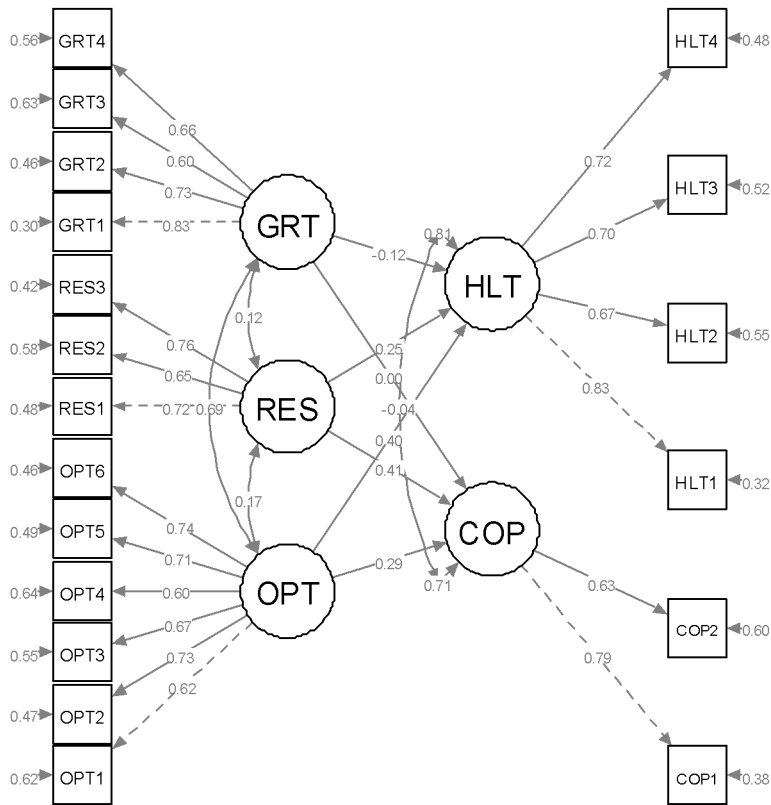 0.56 GRT4
0.63 GRT3
0.46 GRT2
0.30 GRT1
0.42 RES3
0.58 RES2
0.48 RES1
0.46 OPT6
0.49 OPT5
0.64 OPT4
0.55 OPT3
0.47 OPT2
0.62 OPT1
0.66
0.60
0.73
0.83
0.76
0.65
0.72
0.69
0.74
0.71
0.60
0.67
0.73
0.62
GRT
0.12
RES
0.17
OPT
-0.12
0.81
0.25
0.00
-0.04
0.40
0.41
0.29
0.71
HLT
COP
0.72
0.70
0.67
0.83
0.63
0.79
HLT4 0.48
HLT3 0.52
HLT2 0.55
HLT1 0.32
COP2 0.60
COP1 0.38